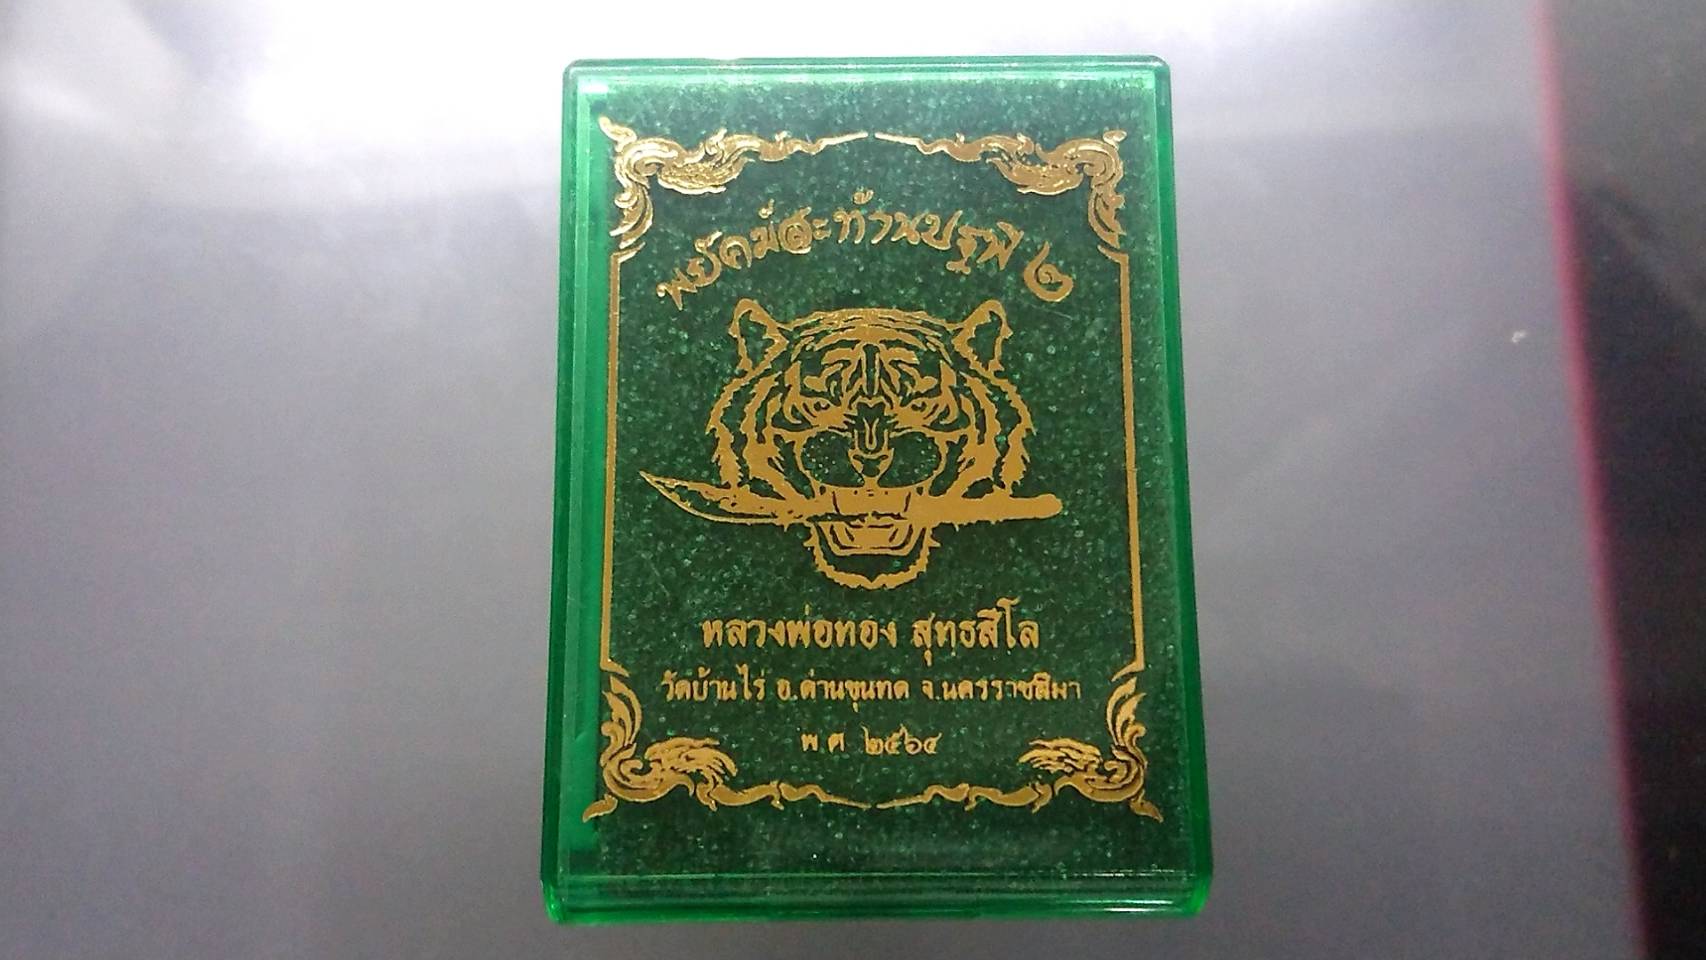 พยัคฆ์สะท้านปฐพี ๒
หลวงพ่อทอง สุทธสีโล
วัดบ้านไร่ อ.ด่านขุนทด จ.นครราชสีมา
พ.ศ ๒๕๖๔